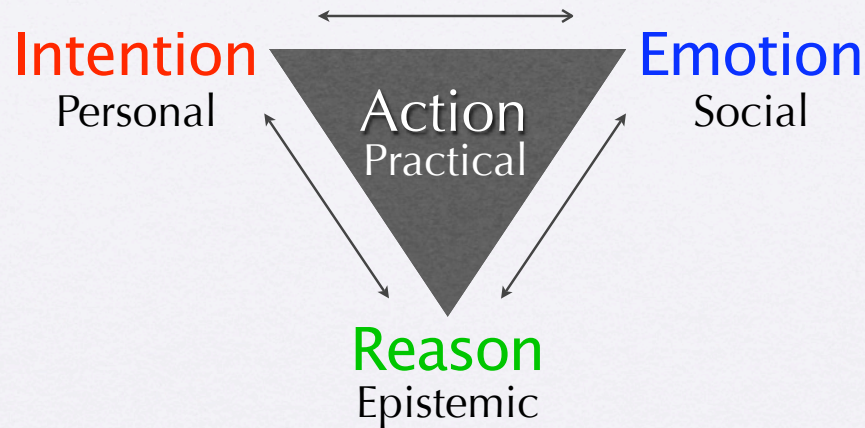 Intention
Personal
Emotion
Social
Action
Practical
Reason
Epistemic